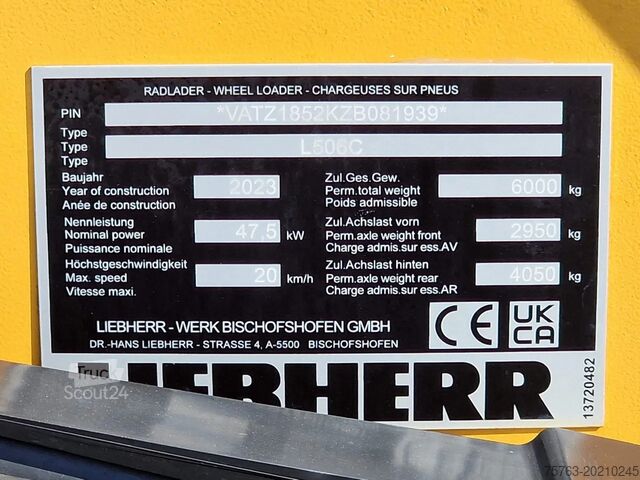 RADLADER - WHEEL LOADER - CHARGEUSES SUR PNEUS
PIN *VATZ1852KZB081939*
Type
Type L506C
Type
Baujahr
Year of construction 2023
Anée de construction
Zul.Ges.Gew.
Perm.total weight 6000 kg
Poids admissible
Nennleistung
Nominal power 47,5 kW
Puissance nominale
Zul.Achslast vorn
Perm.axle weight front 2950 kg
Charge admis.sur ess.AV
Höchstgeschwindigkeit
Max. speed 20 km/h
Vitesse maxi.
Zul.Achslast hinten
Perm.axle weight rear 4050 kg
Charge admis.sur ess.AR
LIEBHERR - WERK BISCHOFSHOFEN GMBH
DR.-HANS LIEBHERR - STRASSE 4, A-5500 BISCHOFSHOFEN
CE
UK
CA
LIEBHERR
13720482
Truck
Scout24
75763-20210245